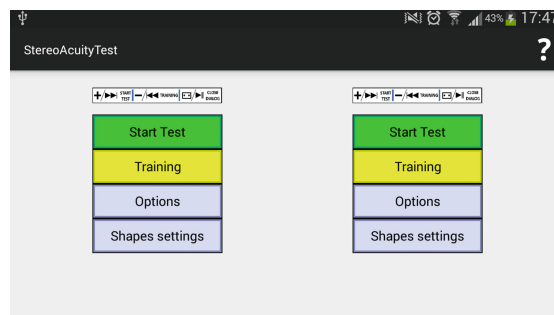 43% 17:47
StereoAcuityTest ?
+/▶▶| START TEST | −/|◀◀ TRAINING | /▶|| CLOSE DIALOG
+/▶▶| START TEST | −/|◀◀ TRAINING | /▶|| CLOSE DIALOG
Start Test
Start Test
Training
Training
Options
Options
Shapes settings
Shapes settings